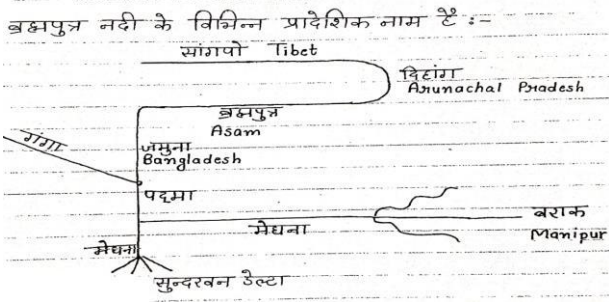 ब्रह्मपुत्र नदी के विभिन्न प्रादेशिक नाम हैं :-
सांगपो Tibet
दिहांग
Arunachal Pradesh
ब्रह्मपुत्र
Asam
गंगा
जमुना
Bangladesh
पद्मा
बराक
मेघना
Manipur
मेघना
सुन्दरवन डेल्टा